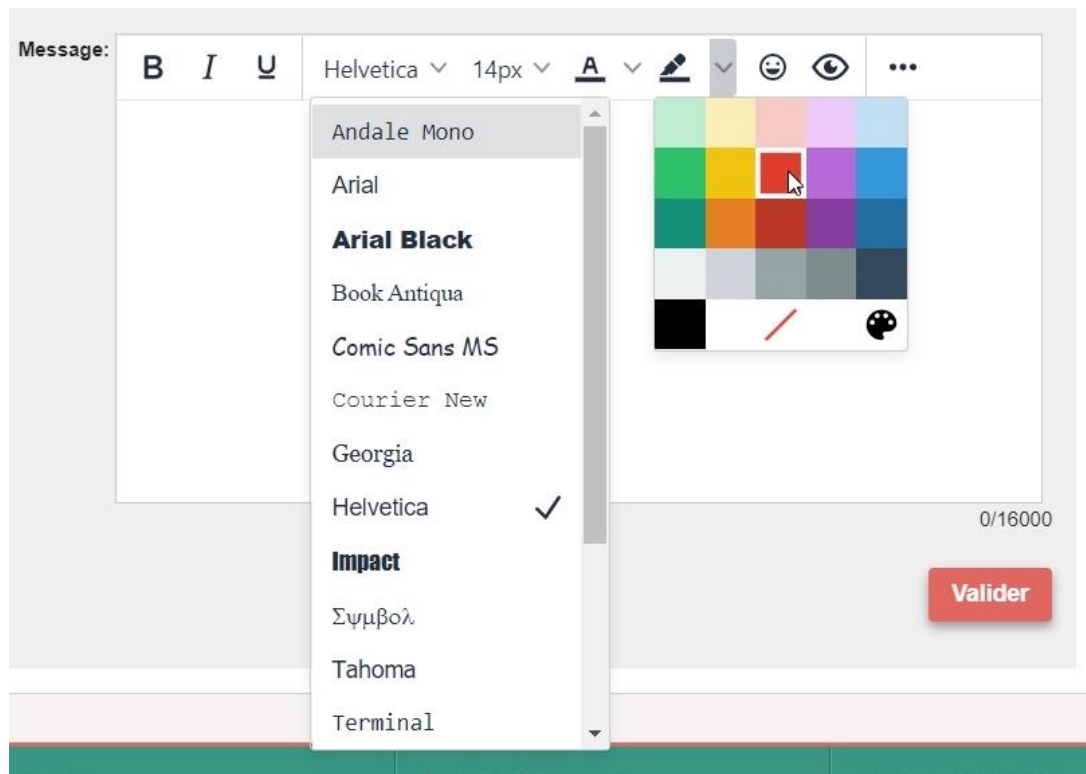 Message:
B I U Helvetica 14px A
Andale Mono
Arial
Arial Black
Book Antiqua
Comic Sans MS
Courier New
Georgia
Helvetica
Impact
Σψμβολ
Tahoma
Terminal
0/16000
Valider